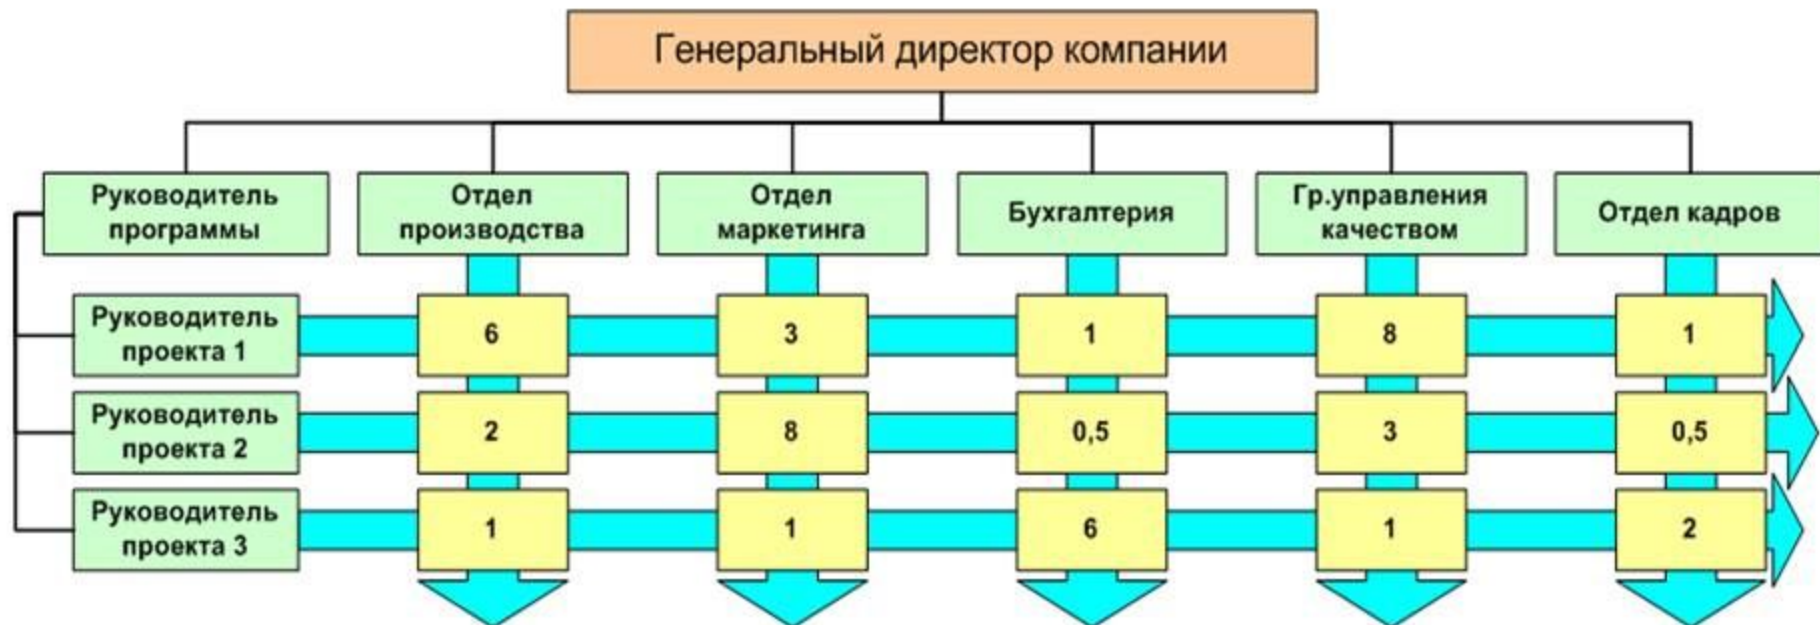 Генеральный директор компании
Руководитель
программы
Отдел
производства
Отдел
маркетинга
Бухгалтерия
Гр.управления
качеством
Отдел кадров
Руководитель
проекта 1
6
3
1
8
1
Руководитель
проекта 2
2
8
0,5
3
0,5
Руководитель
проекта 3
1
1
6
1
2